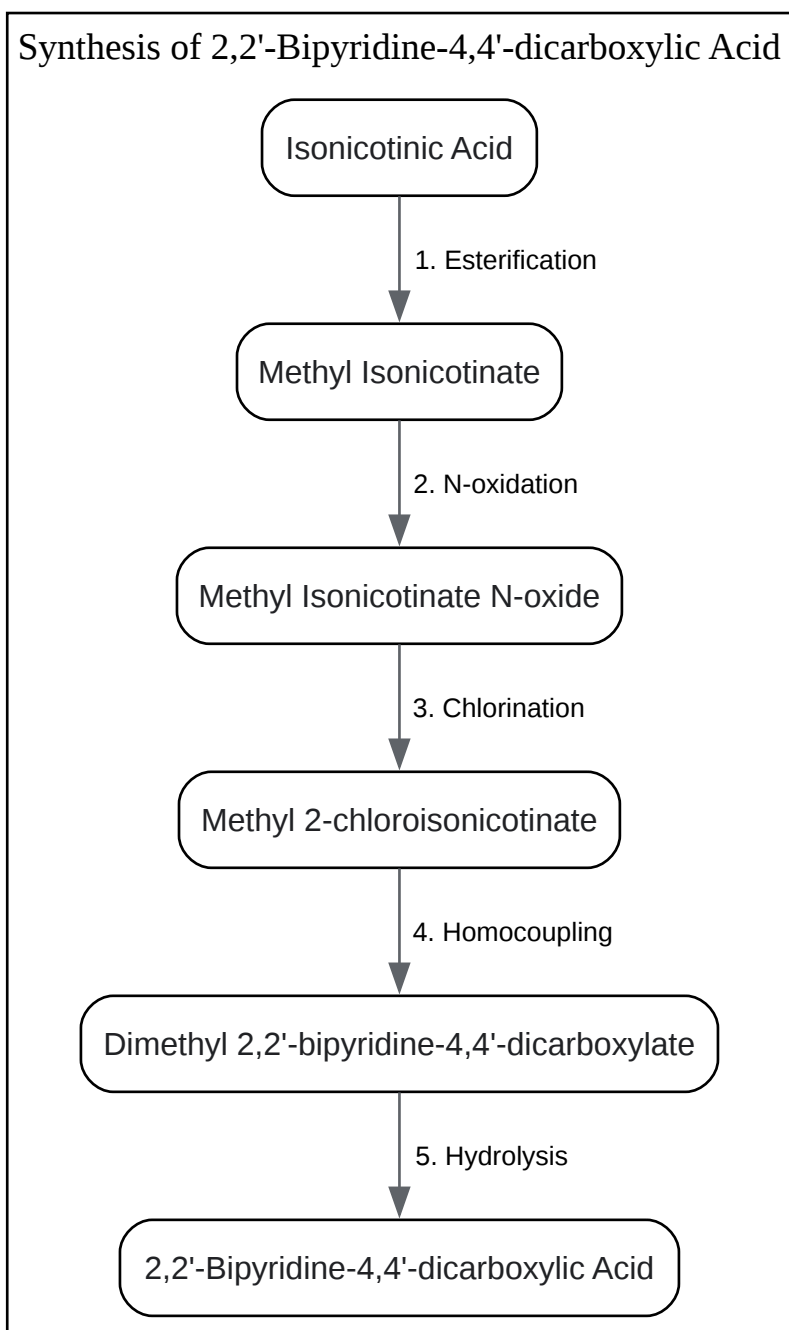 Synthesis of 2,2'-Bipyridine-4,4'-dicarboxylic Acid
Isonicotinic Acid
1. Esterification
Methyl Isonicotinate
2. N-oxidation
Methyl Isonicotinate N-oxide
3. Chlorination
Methyl 2-chloroisonicotinate
4. Homocoupling
Dimethyl 2,2'-bipyridine-4,4'-dicarboxylate
5. Hydrolysis
2,2'-Bipyridine-4,4'-dicarboxylic Acid